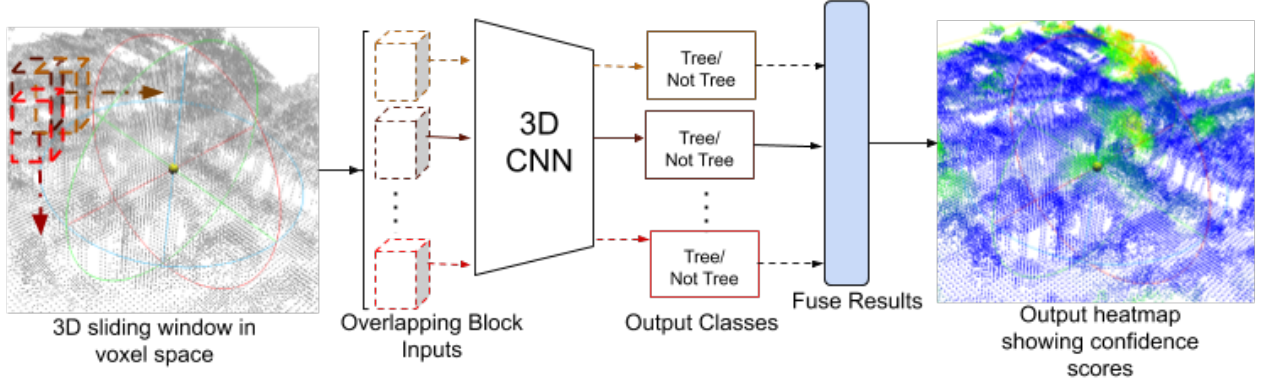 3D sliding window in
voxel space
Overlapping Block
Inputs
3D
CNN
Tree/
Not Tree
Tree/
Not Tree
Tree/
Not Tree
Output Classes
Fuse Results
Output heatmap
showing confidence
scores